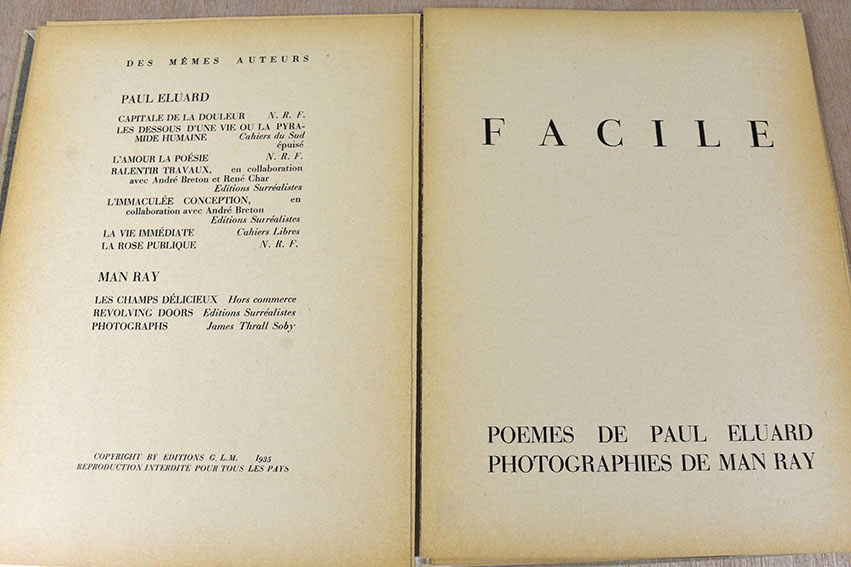 DES MÊMES AUTEURS
PAUL ELUARD
CAPITALE DE LA DOULEUR N. R. F.
LES DESSOUS D'UNE VIE OU LA PYRA-
MIDE HUMAINE Cahiers du Sud
épuisé
L'AMOUR LA POÉSIE N. R. F.
RALENTIR TRAVAUX, en collaboration
avec André Breton et René Char
Editions Surréalistes
L'IMMACULÉE CONCEPTION, en
collaboration avec André Breton
Editions Surréalistes
LA VIE IMMÉDIATE Cahiers Libres
LA ROSE PUBLIQUE N. R. F.
MAN RAY
LES CHAMPS DÉLICIEUX Hors commerce
REVOLVING DOORS Editions Surréalistes
PHOTOGRAPHS James Thrall Soby
COPYRIGHT BY EDITIONS G. L. M. 1935
REPRODUCTION INTERDITE POUR TOUS LES PAYS
FACILE
POEMES DE PAUL ELUARD
PHOTOGRAPHIES DE MAN RAY